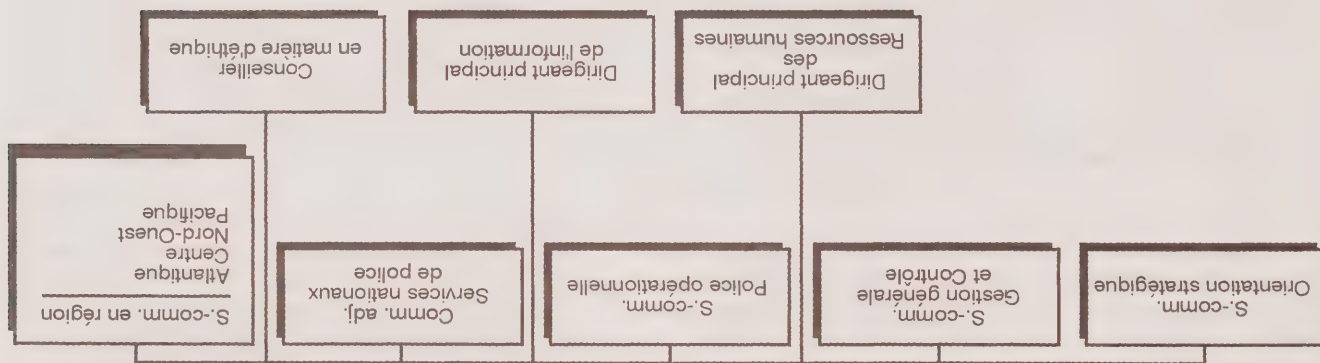 S.-comm.
Orientation stratégique
S.-comm.
Gestion générale
et Contrôle
S.-comm.
Police opérationnelle
Comm. adj.
Services nationaux
de police
S.-comm. en région
Atlantique
Centre
Nord-Ouest
Pacifique
Dirigeant principal
des
Ressources humaines
Dirigeant principal
de l'information
Conseiller
en matière d'éthique